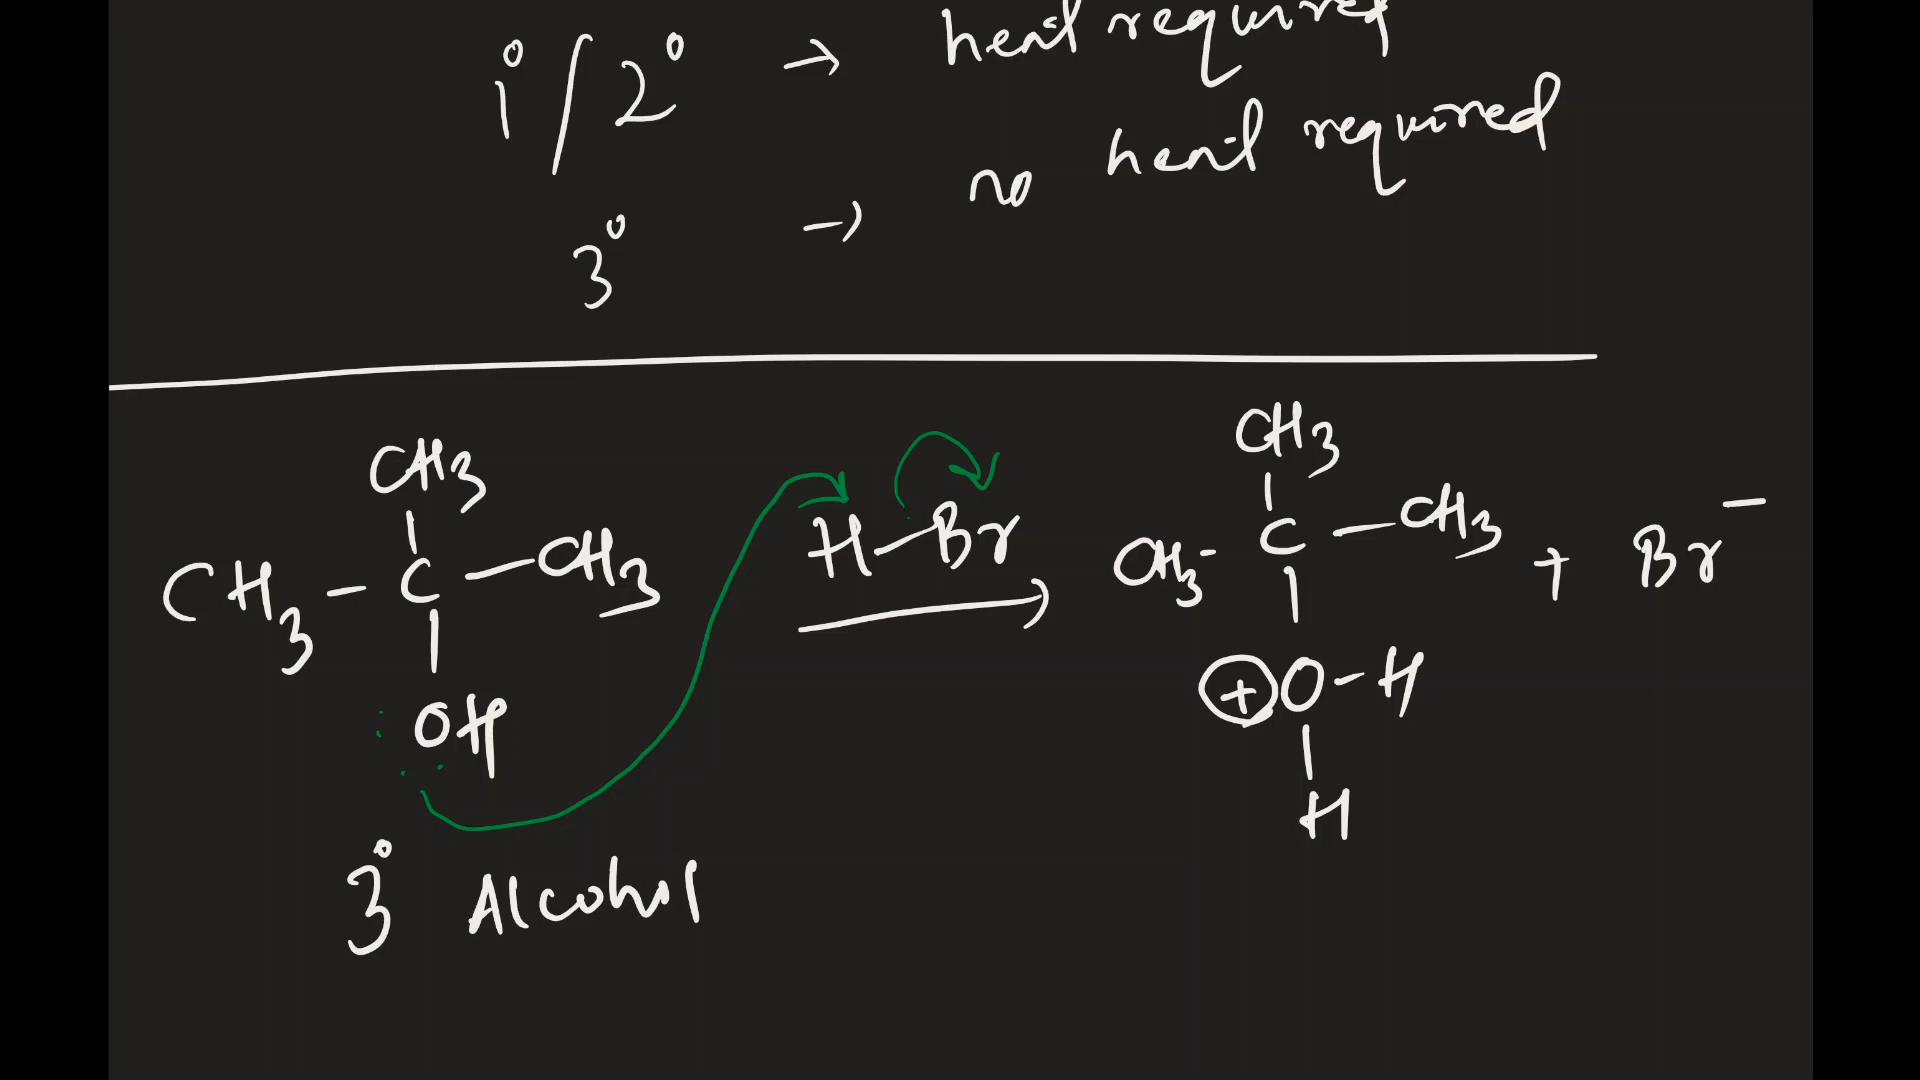 1° / 2° → heat required
3° → no heat required
CH3
CH3 - C - CH3
OH
H-Br
CH3
CH3 - C - CH3 + Br⁻
⊕O-H
H
3° Alcohol